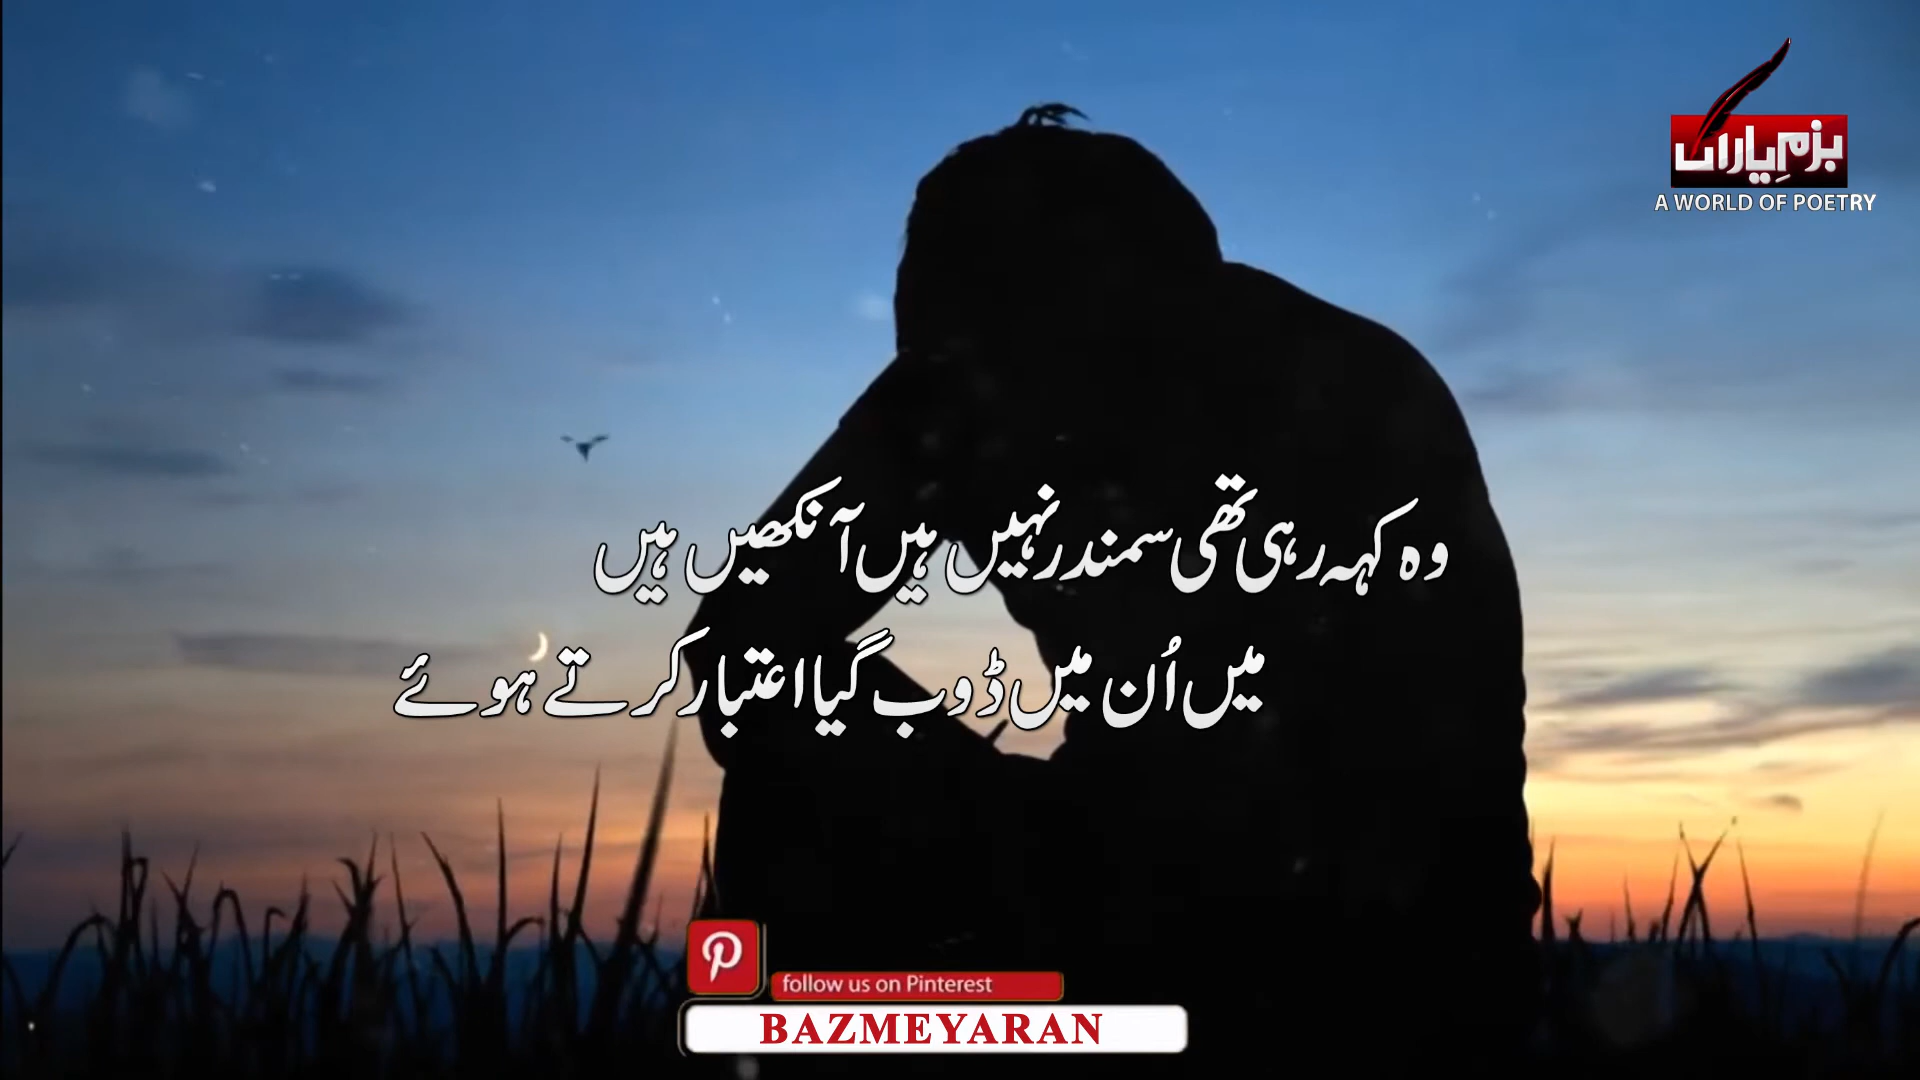 بزمِ یاراں
A WORLD OF POETRY
وہ کہہ رہی تھی سمندر نہیں ہیں آنکھیں ہیں
میں اُن میں ڈوب گیا اعتبار کرتے ہوئے
follow us on Pinterest
BAZMEYARAN